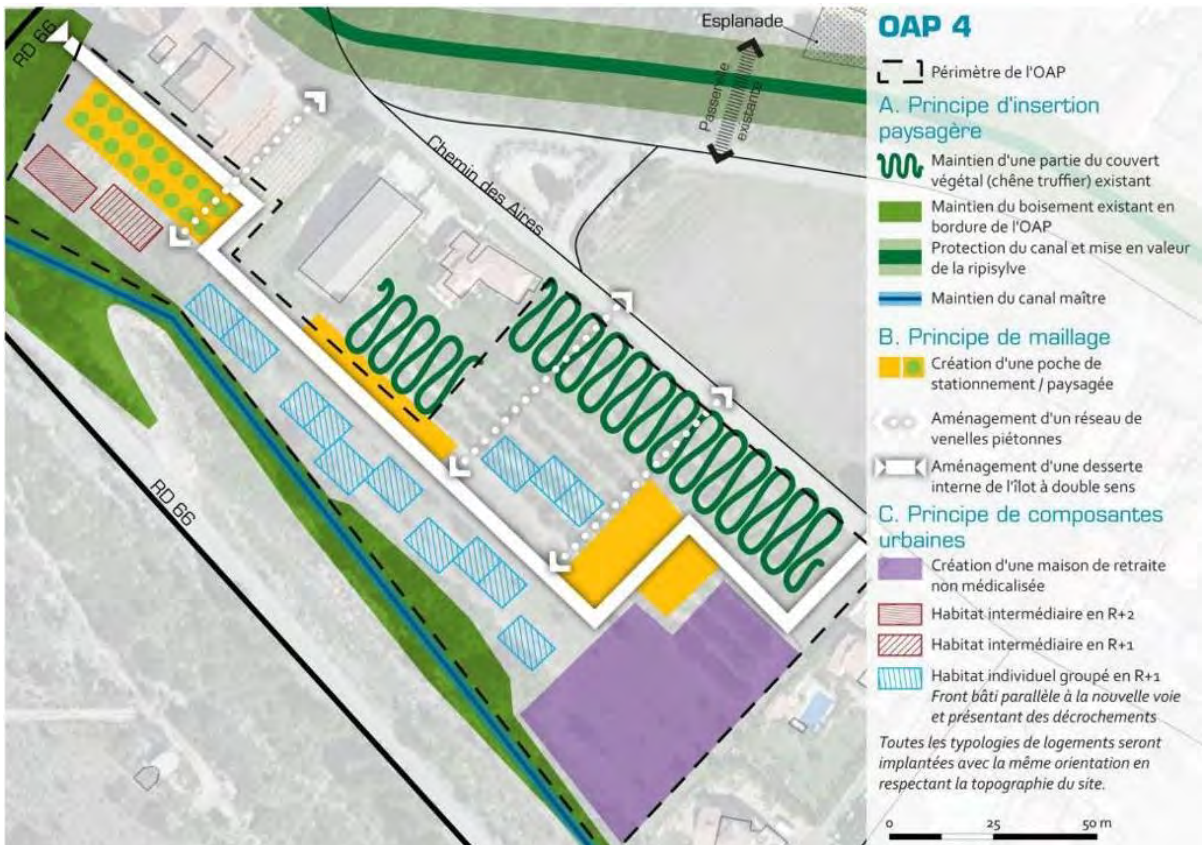 RD 66
Esplanade
Passerelle
existante
Chemin des Aires
RD 66
OAP 4
Périmètre de l'OAP
A. Principe d'insertion
paysagère
Maintien d'une partie du couvert
végétal (chêne truffier) existant
Maintien du boisement existant en
bordure de l'OAP
Protection du canal et mise en valeur
de la ripisylve
Maintien du canal maître
B. Principe de maillage
Création d'une poche de
stationnement / paysagée
Aménagement d'un réseau de
venelles piétonnes
Aménagement d'une desserte
interne de l'îlot à double sens
C. Principe de composantes
urbaines
Création d'une maison de retraite
non médicalisée
Habitat intermédiaire en R+2
Habitat intermédiaire en R+1
Habitat individuel groupé en R+1
Front bâti parallèle à la nouvelle voie
et présentant des décrochements
Toutes les typologies de logements seront
implantées avec la même orientation en
respectant la topographie du site.
0 25 50 m